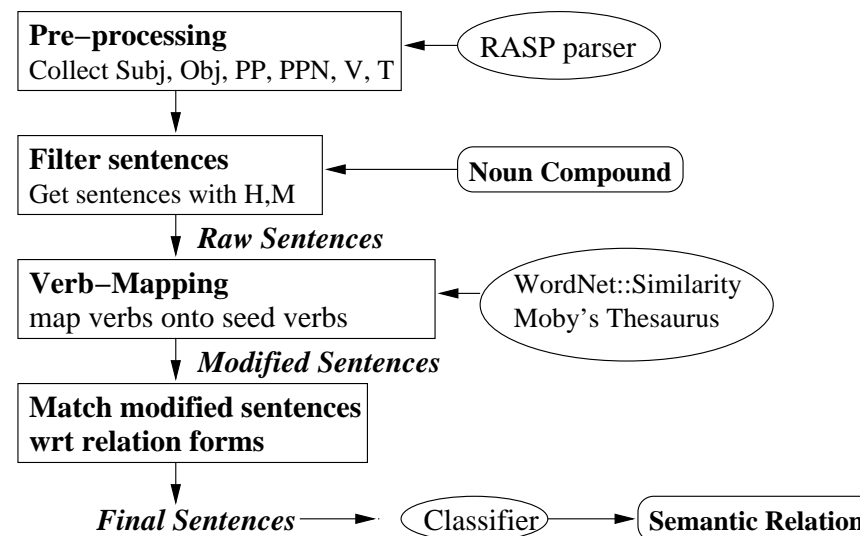 Pre−processing
Collect Subj, Obj, PP, PPN, V, T
RASP parser
Filter sentences
Get sentences with H,M
Noun Compound
Raw Sentences
Verb−Mapping
map verbs onto seed verbs
WordNet::Similarity
Moby's Thesaurus
Modified Sentences
Match modified sentences
wrt relation forms
Final Sentences
Classifier
Semantic Relation